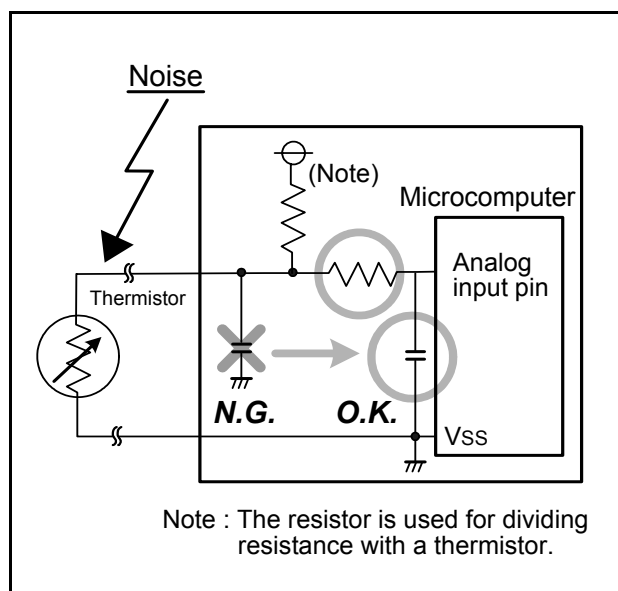 Noise
(Note)
Microcomputer
Analog
input pin
Thermistor
N.G.
O.K.
VSS
Note : The resistor is used for dividing
resistance with a thermistor.